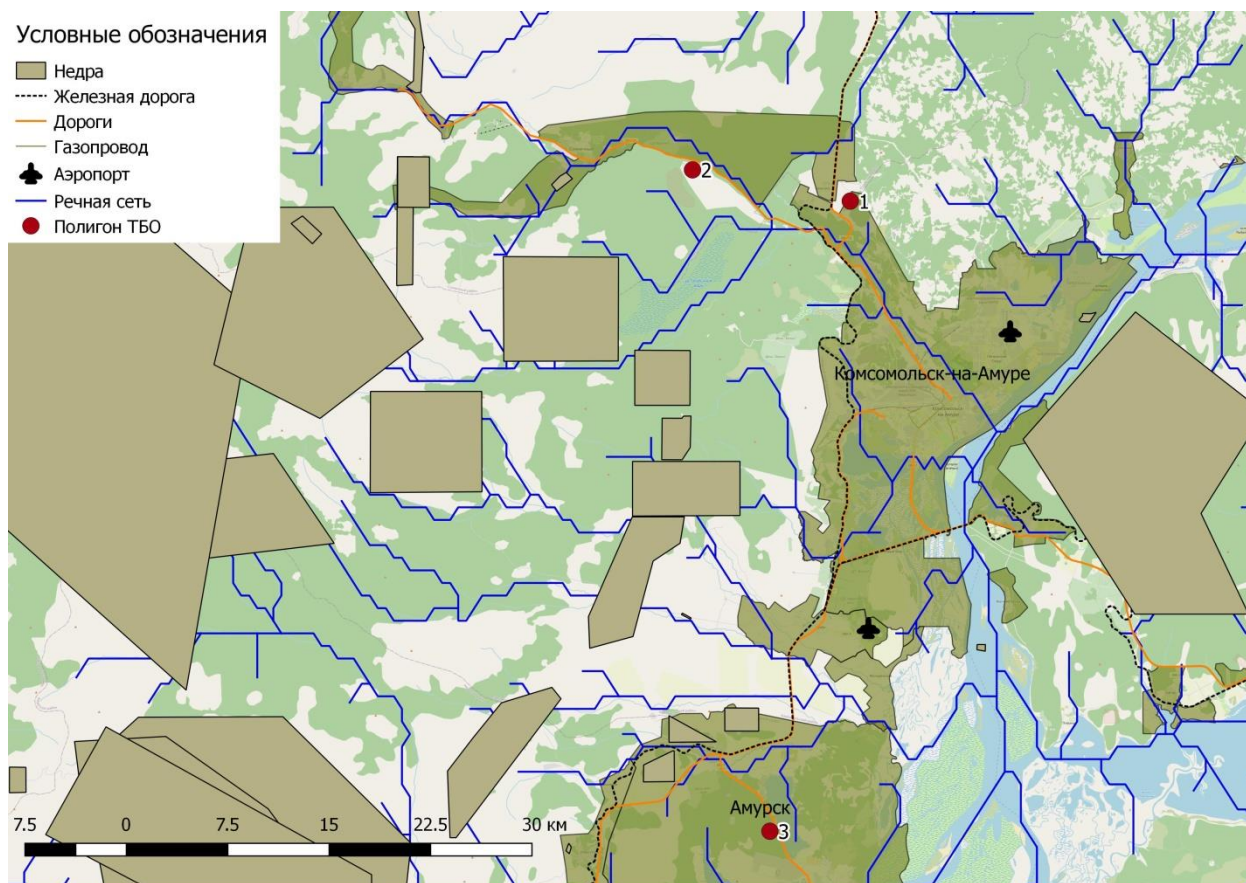 Условные обозначения
Недра
Железная дорога
Дороги
Газопровод
Аэропорт
Речная сеть
Полигон ТБО
2
1
Комсомольск-на-Амуре
Амурск
3
7.5 0 7.5 15 22.5 30 км